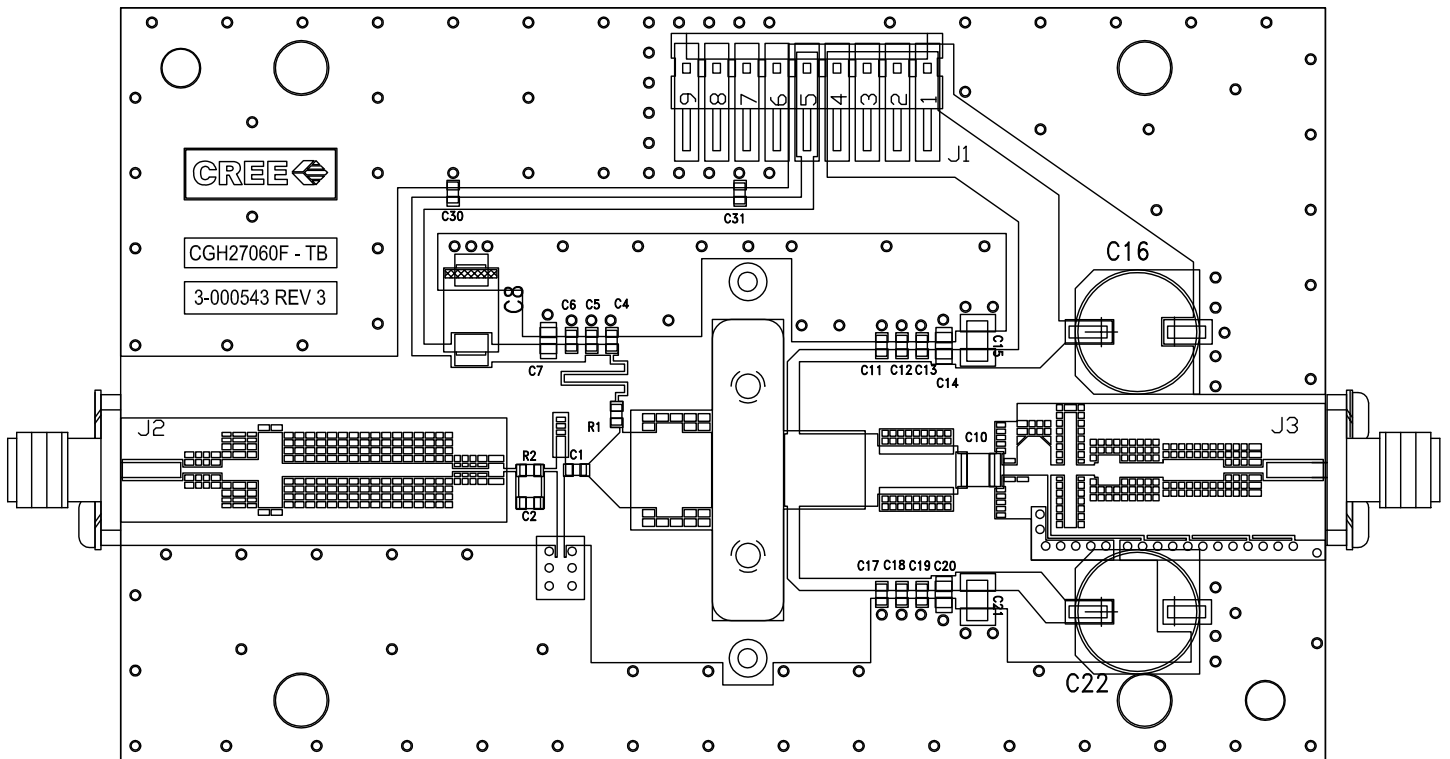 9 8 7 6 5 4 3 2 1
J1
CREE
C30
C31
CGH27060F - TB
3-000543 REV 3
C16
C8
C6 C5 C4
C7
C15
C11 C12 C13 C14
R1
J2
J3
R2 C1
C10
C2
C17 C18 C19 C20
C21
C22